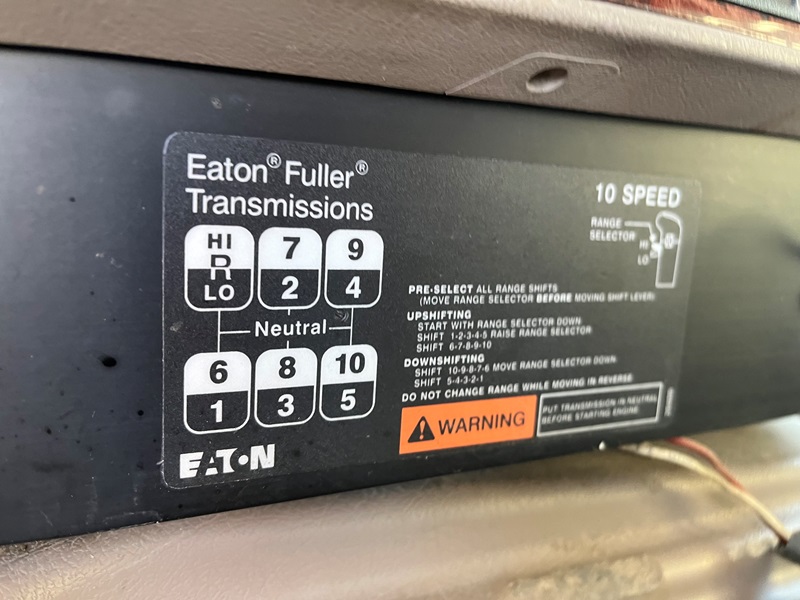 Eaton® Fuller®
Transmissions
10 SPEED
RANGE
SELECTOR
HI
LO
HI 7 9
R
LO 2 4
Neutral
6 8 10
1 3 5
EATON
PRE-SELECT ALL RANGE SHIFTS
(MOVE RANGE SELECTOR BEFORE MOVING SHIFT LEVER)
UPSHIFTING
START WITH RANGE SELECTOR DOWN
SHIFT 1-2-3-4-5 RAISE RANGE SELECTOR
SHIFT 6-7-8-9-10
DOWNSHIFTING
SHIFT 10-9-8-7-6 MOVE RANGE SELECTOR DOWN
SHIFT 5-4-3-2-1
DO NOT CHANGE RANGE WHILE MOVING IN REVERSE
WARNING
PUT TRANSMISSION IN NEUTRAL
BEFORE STARTING ENGINE